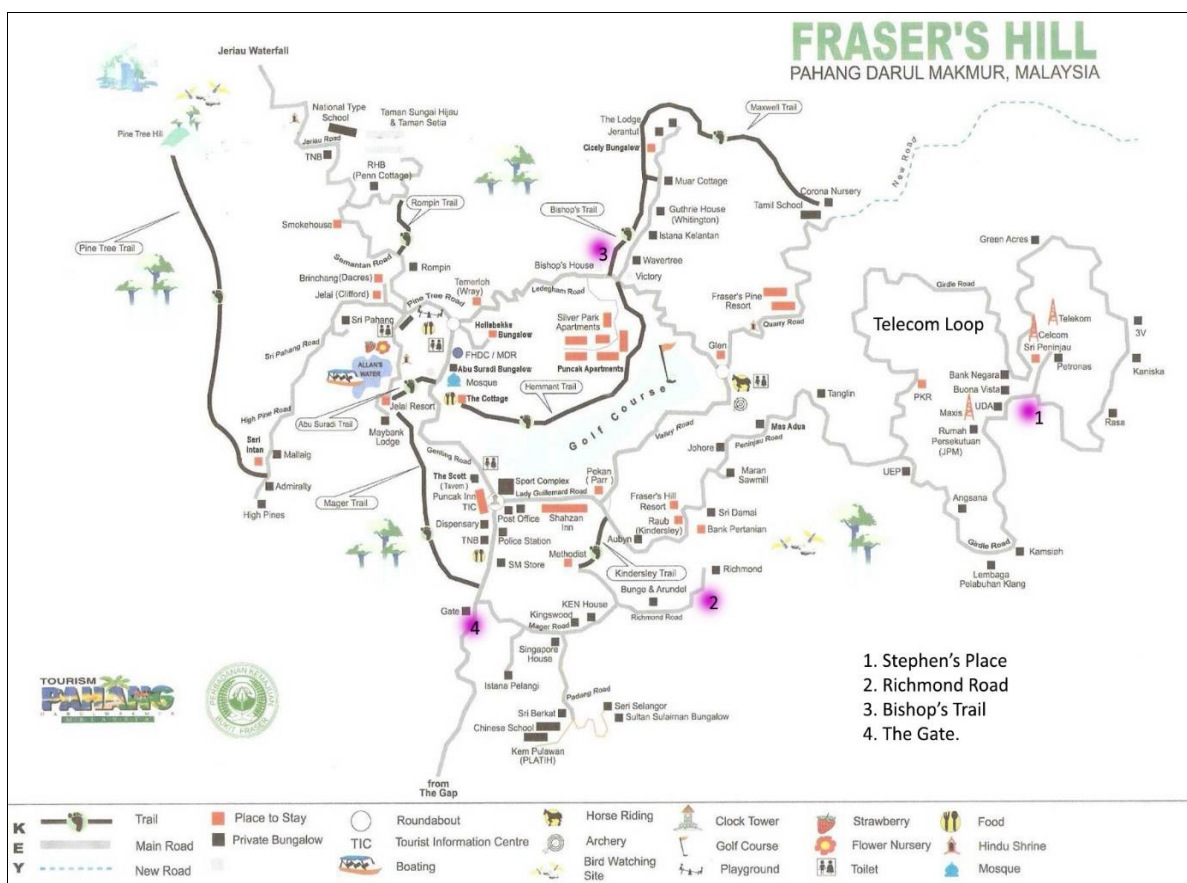 FRASER'S HILL
PAHANG DARUL MAKMUR, MALAYSIA
Jeriau Waterfall
National Type
School
Taman Sungai Hijau
& Taman Setia
Pine Tree Hill
Jeriau Road
TNB
RHB
(Penn Cottage)
The Lodge
Jerantut
Cicely Bungalow
Maxwell Trail
New Road
Muar Cottage
Corona Nursery
Tamil School
Rompin Trail
Bishop's Trail
Guthrie House
(Whitington)
Smokehouse
Istana Kelantan
Green Acres
Pine Tree Trail
Semantan Road
3
Bishop's House
Wavertree
Victory
Brinchang (Dacres)
Rompin
Temerloh
(Wray)
Ledegham Road
Girdle Road
Jelai (Clifford)
Pine Tree Road
Fraser's Pine
Resort
Telekom
Telecom Loop
Celcom
Sri Peninjau
3V
Sri Pahang
Hollsbekke
Bungalow
Silver Park
Apartments
Quarry Road
Sri Pahang Road
FHDC / MDR
Glen
Petronas
Kaniska
ALLAN'S
WATER
Abu Suradi Bungalow
Puncak Apartments
Bank Negara
Mosque
Hemmant Trail
Buona Vista
The Cottage
PKR
UDA
Jelai Resort
Tanglin
Maxis
1
High Pine Road
Abu Suradi Trail
Golf Course
Rasa
Maybank
Lodge
Valley Road
Mas Adua
Rumah
Persekutuan
(JPM)
Seri
Intan
Genting Road
Johore
Peninjau Road
Mallaig
The Scott
(Tavern)
Sport Complex
Pekan
(Parr)
Maran
Sawmill
UEP
Admiralty
Mager Trail
Puncak Inn
TIC
Lady Guillemard Road
High Pines
Fraser's Hill
Resort
Angsana
Post Office
Shahzan
Inn
Raub
(Kindersley)
Sri Damai
Dispensary
Police Station
Aubyn
Bank Pertanian
Girdle Road
TNB
Methodist
Kamsiah
SM Store
Kindersley Trail
Richmond
Lembaga
Pelabuhan Klang
Bunge & Arundel
Gate
KEN House
2
4
Kingswood
Richmond Road
Mager Road
Singapore
House
Istana Pelangi
Padang Road
Sri Berkat
Seri Selangor
Sultan Sulaiman Bungalow
Chinese School
Kem Pulawan
(PLATIH)
from
The Gap
1. Stephen's Place
2. Richmond Road
3. Bishop's Trail
4. The Gate.
TOURISM
PAHANG
MALAYSIA
BUKIT FRASER
KEY
Trail
Main Road
New Road
Place to Stay
Private Bungalow
Roundabout
TIC Tourist Information Centre
Boating
Horse Riding
Archery
Bird Watching
Site
Clock Tower
Golf Course
Playground
Strawberry
Flower Nursery
Toilet
Food
Hindu Shrine
Mosque